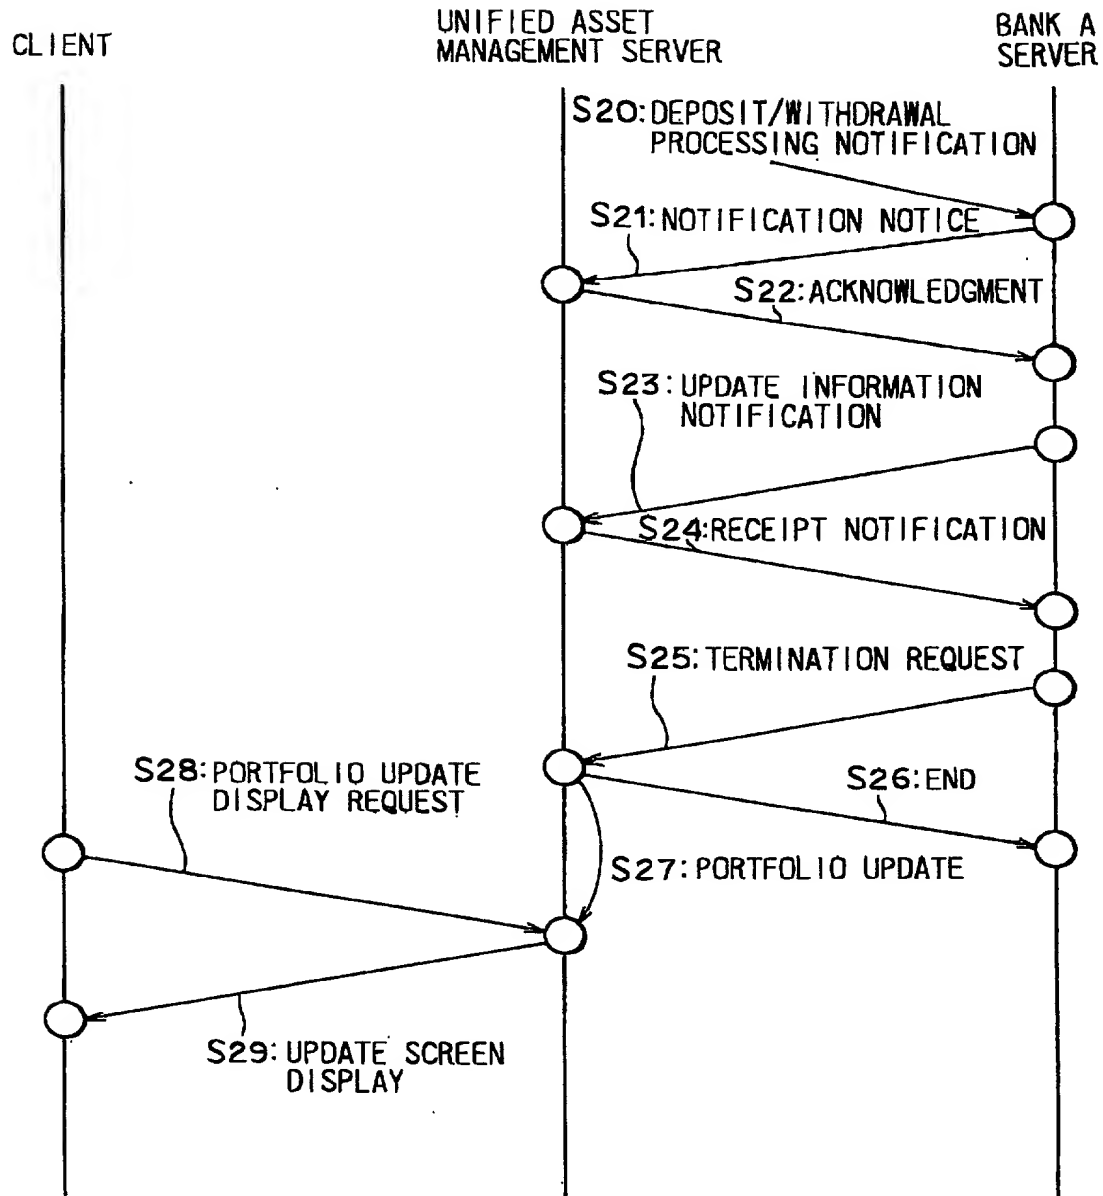 CLIENT
UNIFIED ASSET
MANAGEMENT SERVER
BANK A
SERVER
S20: DEPOSIT/WITHDRAWAL
PROCESSING NOTIFICATION
S21: NOTIFICATION NOTICE
S22: ACKNOWLEDGMENT
S23: UPDATE INFORMATION
NOTIFICATION
S24: RECEIPT NOTIFICATION
S25: TERMINATION REQUEST
S28: PORTFOLIO UPDATE
DISPLAY REQUEST
S26: END
S27: PORTFOLIO UPDATE
S29: UPDATE SCREEN
DISPLAY